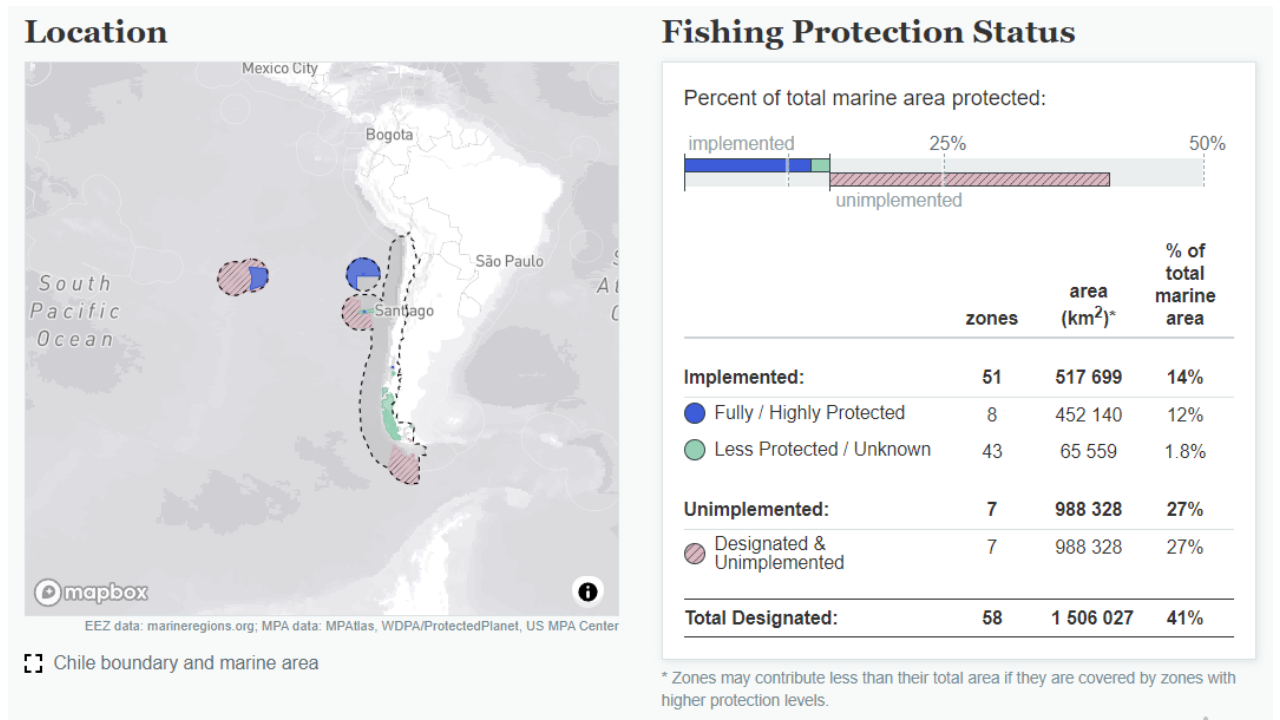 Location
Mexico City
Bogota
São Paulo
South
Pacific
Ocean
Santiago
mapbox
EEZ data: marineregions.org; MPA data: MPAtlas, WDPA/ProtectedPlanet, US MPA Center
Chile boundary and marine area
Fishing Protection Status
Percent of total marine area protected:
implemented 25% 50%
unimplemented
zones area (km²)* % of total marine area
Implemented: 51 517 699 14%
Fully / Highly Protected 8 452 140 12%
Less Protected / Unknown 43 65 559 1.8%
Unimplemented: 7 988 328 27%
Designated & Unimplemented 7 988 328 27%
Total Designated: 58 1 506 027 41%
* Zones may contribute less than their total area if they are covered by zones with
higher protection levels.